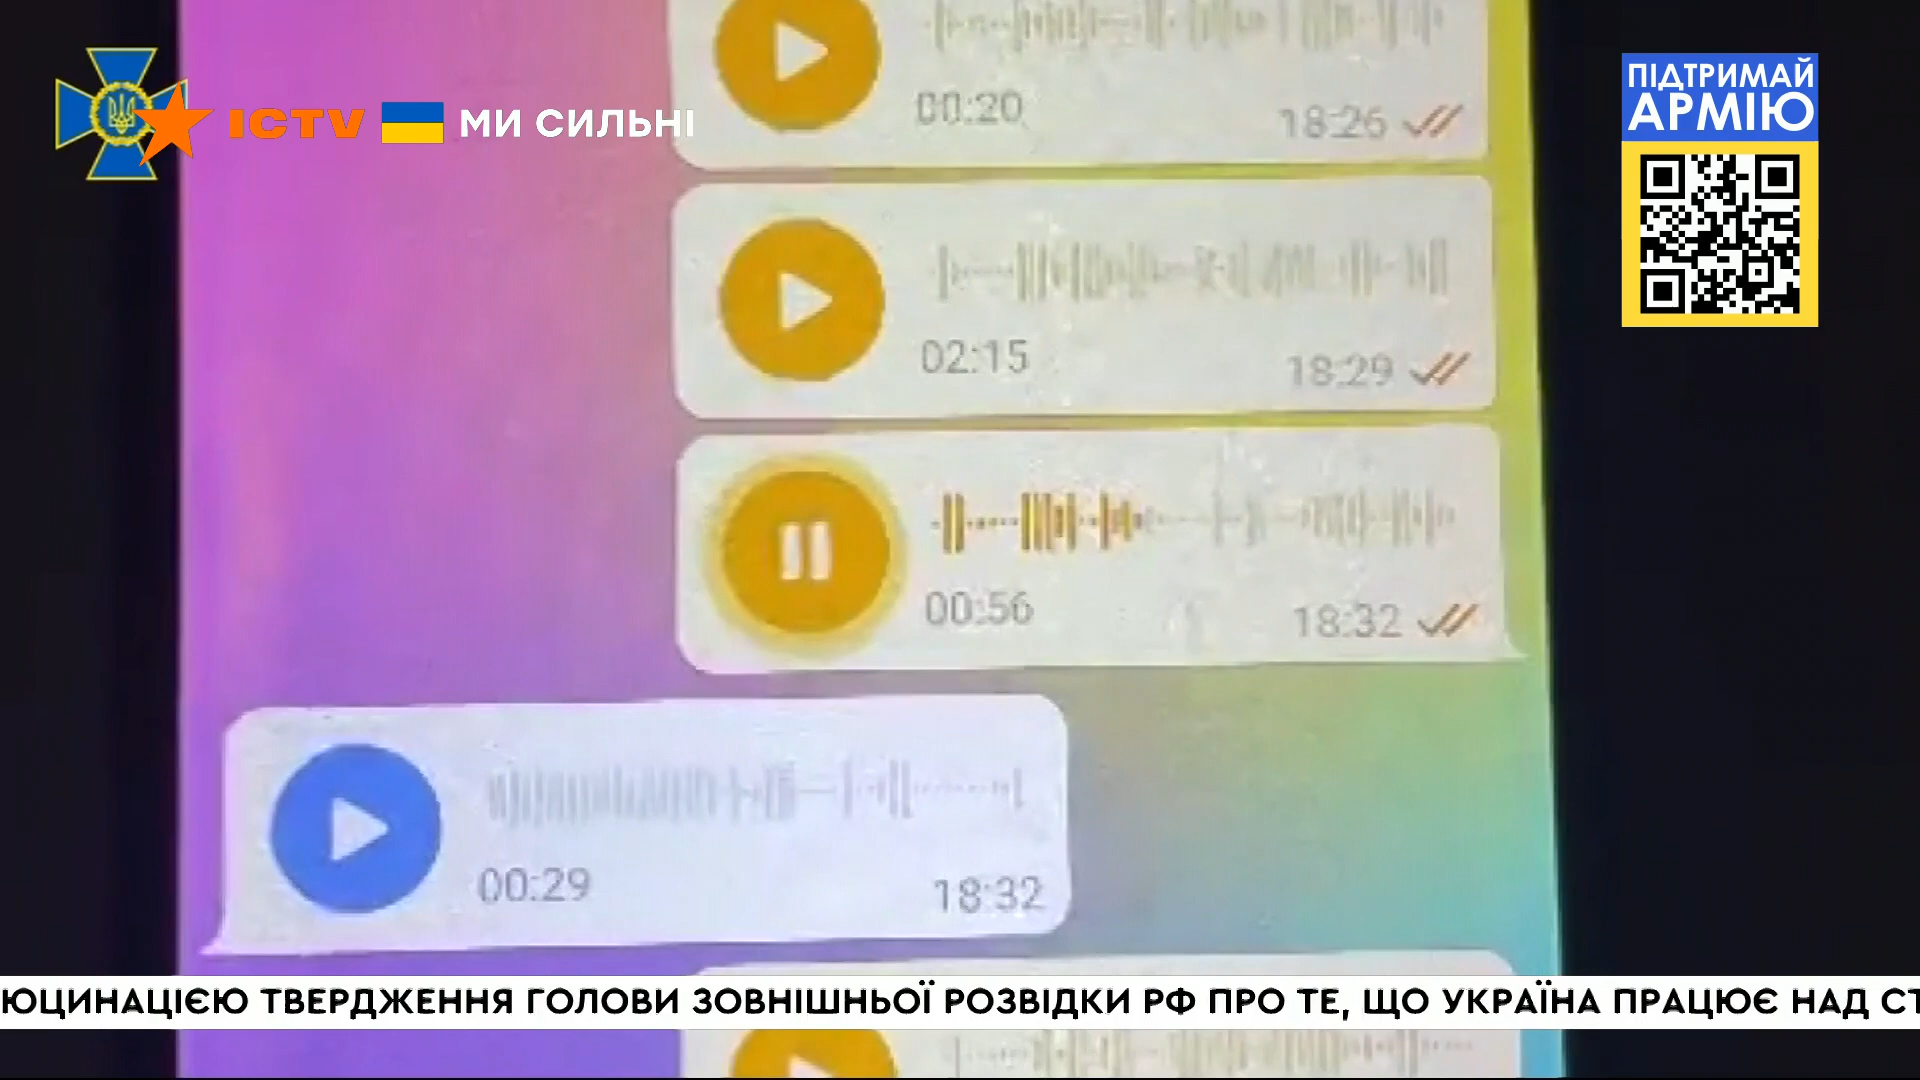 ICTV МИ СИЛЬНІ
ПІДТРИМАЙ
АРМІЮ
00:20
18:26
02:15
18:29
00:56
18:32
00:29
18:32
ЮЦИНАЦІЄЮ ТВЕРДЖЕННЯ ГОЛОВИ ЗОВНІШНЬОЇ РОЗВІДКИ РФ ПРО ТЕ, ЩО УКРАЇНА ПРАЦЮЄ НАД СТ